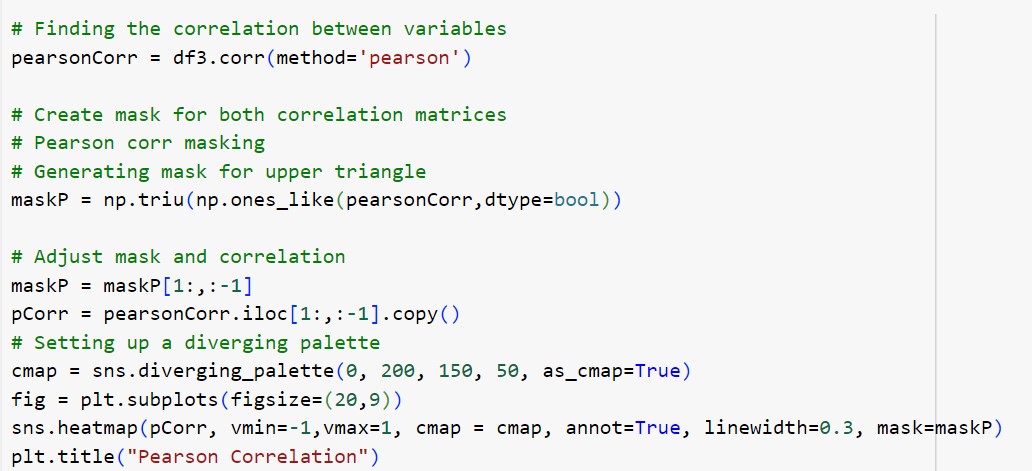 # Finding the correlation between variables
pearsonCorr = df3.corr(method='pearson')
# Create mask for both correlation matrices
# Pearson corr masking
# Generating mask for upper triangle
maskP = np.triu(np.ones_like(pearsonCorr,dtype=bool))
# Adjust mask and correlation
maskP = maskP[1:,:-1]
pCorr = pearsonCorr.iloc[1:,:-1].copy()
# Setting up a diverging palette
cmap = sns.diverging_palette(0, 200, 150, 50, as_cmap=True)
fig = plt.subplots(figsize=(20,9))
sns.heatmap(pCorr, vmin=-1,vmax=1, cmap = cmap, annot=True, linewidth=0.3, mask=maskP)
plt.title("Pearson Correlation")